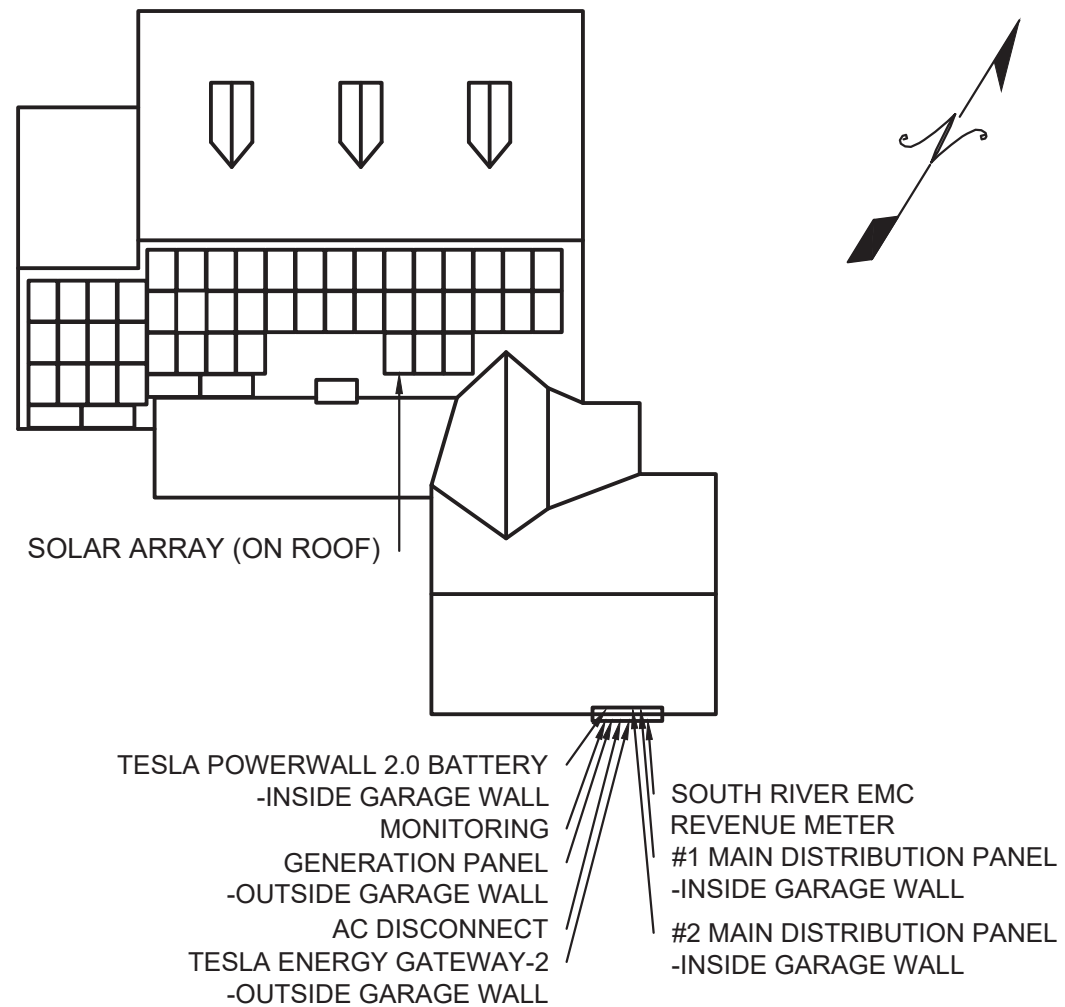 SOLAR ARRAY (ON ROOF)
TESLA POWERWALL 2.0 BATTERY
-INSIDE GARAGE WALL
MONITORING
GENERATION PANEL
-OUTSIDE GARAGE WALL
AC DISCONNECT
TESLA ENERGY GATEWAY-2
-OUTSIDE GARAGE WALL
SOUTH RIVER EMC
REVENUE METER
#1 MAIN DISTRIBUTION PANEL
-INSIDE GARAGE WALL
#2 MAIN DISTRIBUTION PANEL
-INSIDE GARAGE WALL
N